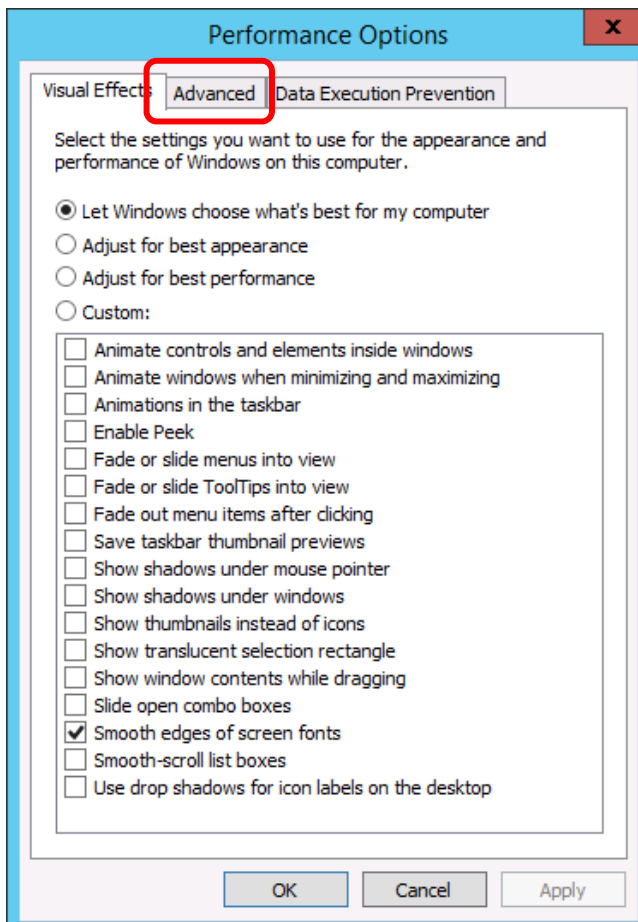 Performance Options
x
Visual Effects Advanced Data Execution Prevention
Select the settings you want to use for the appearance and
performance of Windows on this computer.
Let Windows choose what's best for my computer
Adjust for best appearance
Adjust for best performance
Custom:
Animate controls and elements inside windows
Animate windows when minimizing and maximizing
Animations in the taskbar
Enable Peek
Fade or slide menus into view
Fade or slide ToolTips into view
Fade out menu items after clicking
Save taskbar thumbnail previews
Show shadows under mouse pointer
Show shadows under windows
Show thumbnails instead of icons
Show translucent selection rectangle
Show window contents while dragging
Slide open combo boxes
Smooth edges of screen fonts
Smooth-scroll list boxes
Use drop shadows for icon labels on the desktop
OK Cancel Apply